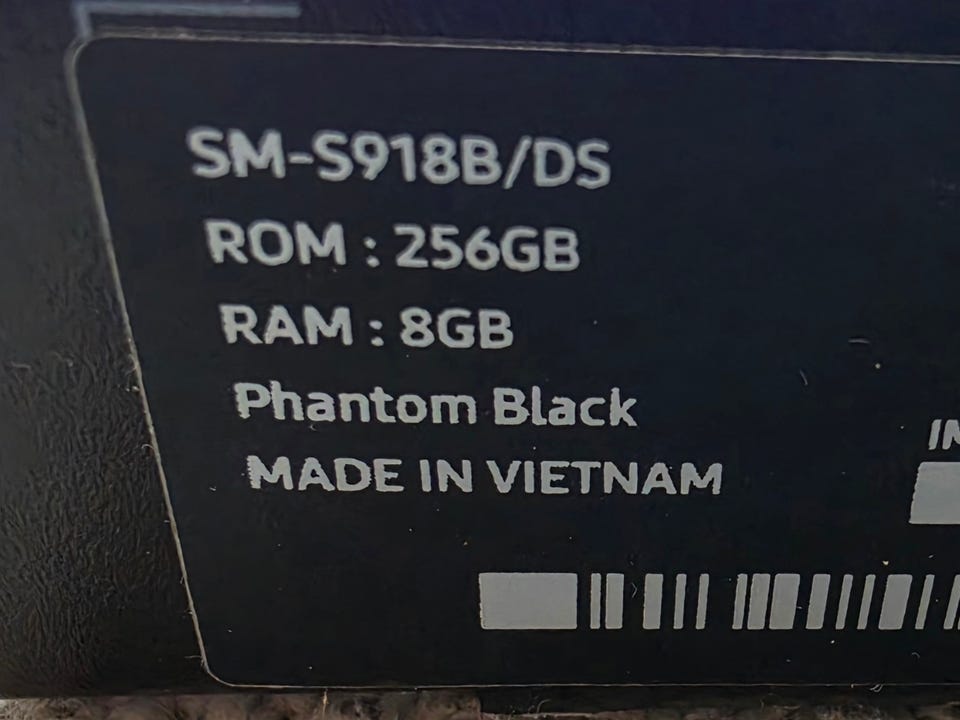 SM-S918B/DS
ROM : 256GB
RAM : 8GB
Phantom Black
MADE IN VIETNAM